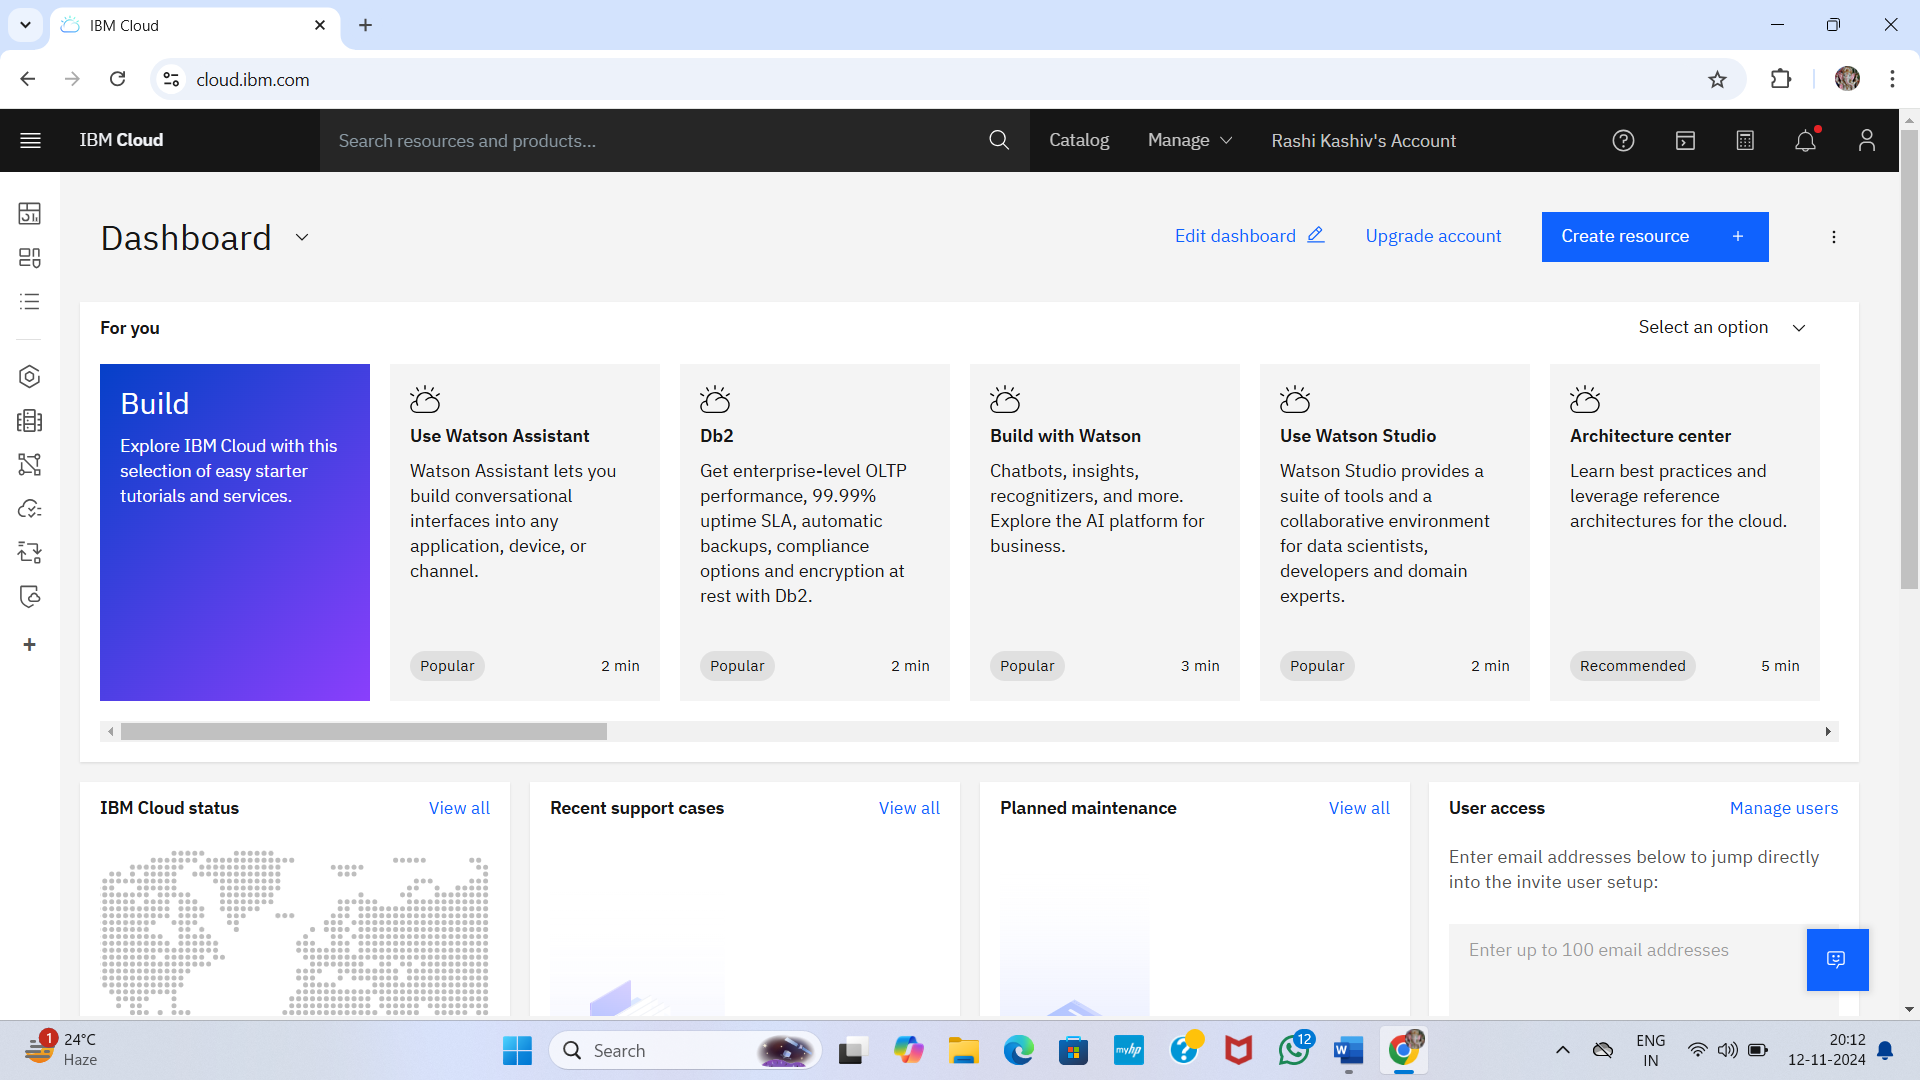 IBM Cloud
cloud.ibm.com
IBM Cloud
Search resources and products...
Catalog
Manage
Rashi Kashiv's Account
Dashboard
Edit dashboard
Upgrade account
Create resource +
For you
Select an option
Build
Explore IBM Cloud with this
selection of easy starter
tutorials and services.
Use Watson Assistant
Watson Assistant lets you
build conversational
interfaces into any
application, device, or
channel.
Popular
2 min
Db2
Get enterprise-level OLTP
performance, 99.99%
uptime SLA, automatic
backups, compliance
options and encryption at
rest with Db2.
Popular
2 min
Build with Watson
Chatbots, insights,
recognitizers, and more.
Explore the AI platform for
business.
Popular
3 min
Use Watson Studio
Watson Studio provides a
suite of tools and a
collaborative environment
for data scientists,
developers and domain
experts.
Popular
2 min
Architecture center
Learn best practices and
leverage reference
architectures for the cloud.
Recommended
5 min
IBM Cloud status
View all
Recent support cases
View all
Planned maintenance
View all
User access
Manage users
Enter email addresses below to jump directly
into the invite user setup:
Enter up to 100 email addresses
1
24°C
Haze
Search
myhp
12
W
ENG
IN
20:12
12-11-2024